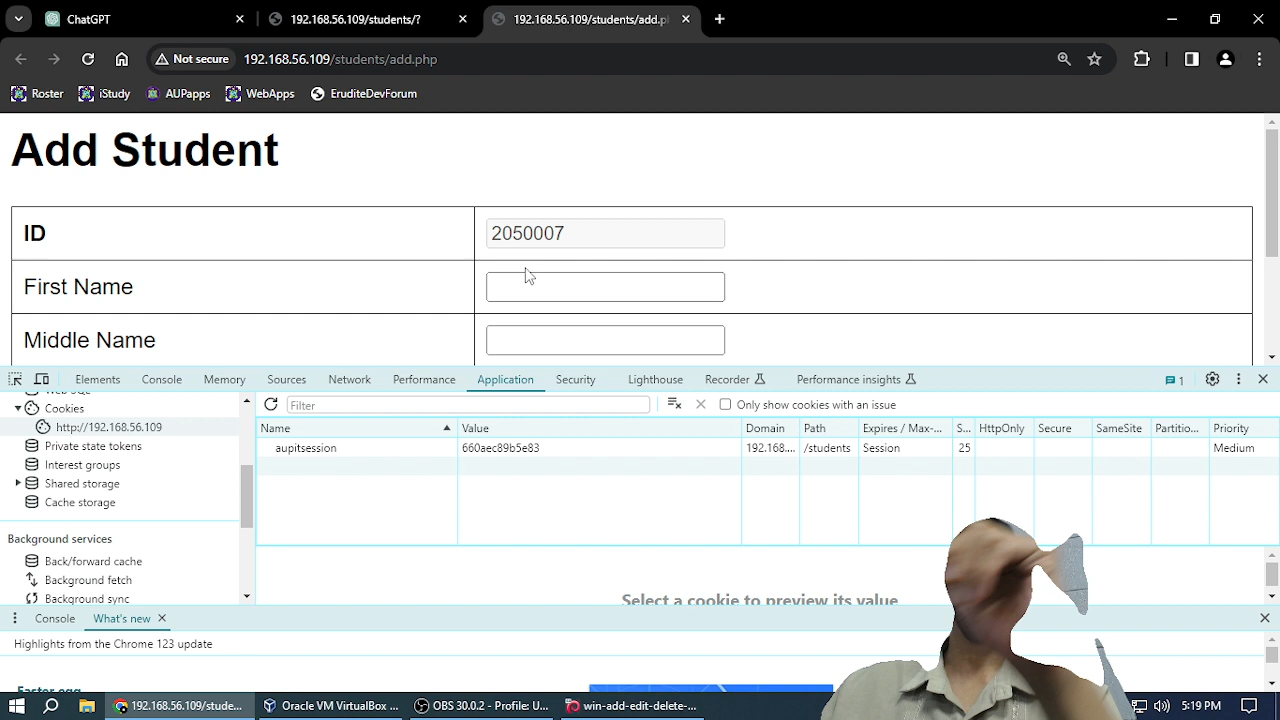 ChatGPT
192.168.56.109/students/?
192.168.56.109/students/add.p
Not secure
192.168.56.109/students/add.php
Roster
iStudy
AUPapps
WebApps
EruditeDevForum
Add Student
ID
2050007
First Name
Middle Name
Elements
Console
Memory
Sources
Network
Performance
Application
Security
Lighthouse
Recorder
Performance insights
1
Cookies
http://192.168.56.109
Private state tokens
Interest groups
Shared storage
Cache storage
Background services
Back/forward cache
Background fetch
Background sync
Filter
Only show cookies with an issue
Name
Value
Domain
Path
Expires / Max-...
S...
HttpOnly
Secure
SameSite
Partitio...
Priority
aupitsession
660aec89b5e83
192.168....
/students
Session
25
Medium
Select a cookie to preview its value
Console
What's new
Highlights from the Chrome 123 update
Easter egg
192.168.56.109/stude...
Oracle VM VirtualBox ...
OBS 30.0.2 - Profile: U...
win-add-edit-delete-...
5:19 PM